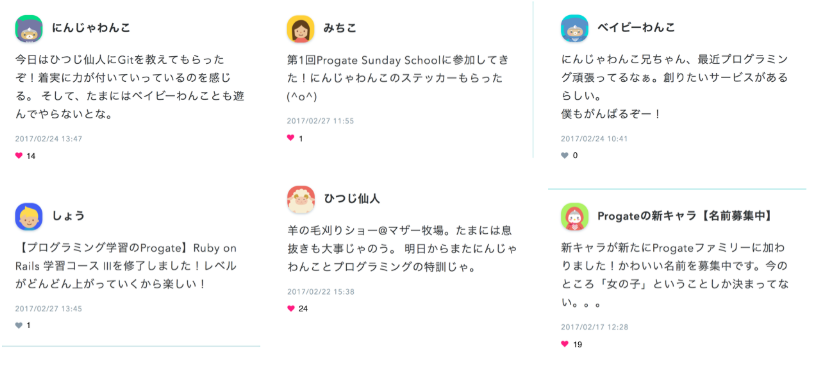 にんじゃわんこ
今日はひつじ仙人にGitを教えてもらった
ぞ！着実に力が付いていっているのを感じ
る。 そして、たまにはベイビーわんことも遊
んでやらないとな。
2017/02/24 13:47
14
みちこ
第1回Progate Sunday Schoolに参加してき
た！にんじゃわんこのステッカーもらった
(^o^)
2017/02/27 11:55
1
ベイビーわんこ
にんじゃわんこ兄ちゃん、最近プログラミン
グ頑張ってるなぁ。創りたいサービスがある
らしい。
僕もがんばるぞー！
2017/02/24 10:41
0
しょう
【プログラミング学習のProgate】Ruby on
Rails 学習コース Ⅲを修了しました！レベル
がどんどん上がっていくから楽しい！
2017/02/27 13:45
1
ひつじ仙人
羊の毛刈りショー@マザー牧場。たまには息
抜きも大事じゃのう。 明日からまたにんじゃ
わんことプログラミングの特訓じゃ。
2017/02/22 15:38
24
Progateの新キャラ【名前募集中】
新キャラが新たにProgateファミリーに加わ
りました！かわいい名前を募集中です。今の
ところ「女の子」ということしか決まってな
い。。。
2017/02/17 12:28
19